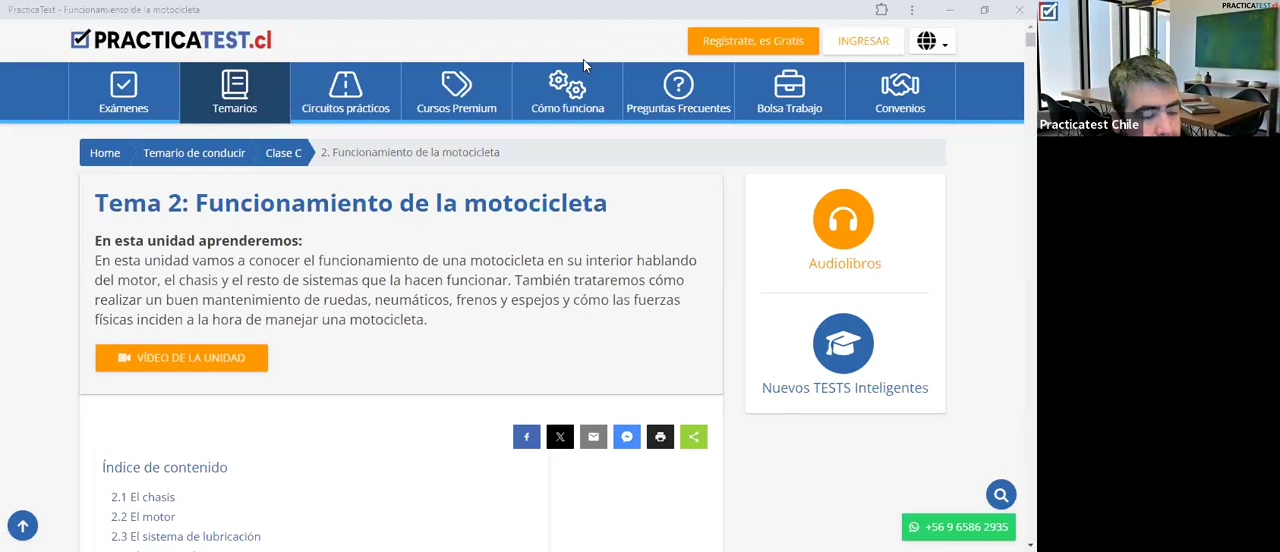 PracticaTest - Funcionamiento de la motocicleta
PRACTICATEST.cl
Regístrate, es Gratis
INGRESAR
Exámenes
Temarios
Circuitos prácticos
Cursos Premium
Cómo funciona
Preguntas Frecuentes
Bolsa Trabajo
Convenios
Home
Temario de conducir
Clase C
2. Funcionamiento de la motocicleta
Tema 2: Funcionamiento de la motocicleta
En esta unidad aprenderemos:
En esta unidad vamos a conocer el funcionamiento de una motocicleta en su interior hablando
del motor, el chasis y el resto de sistemas que la hacen funcionar. También trataremos cómo
realizar un buen mantenimiento de ruedas, neumáticos, frenos y espejos y cómo las fuerzas
físicas inciden a la hora de manejar una motocicleta.
VÍDEO DE LA UNIDAD
Audiolibros
Nuevos TESTS Inteligentes
Índice de contenido
2.1 El chasis
2.2 El motor
2.3 El sistema de lubricación
+56 9 6586 2935
PRACTICATEST.cl
Practicatest Chile